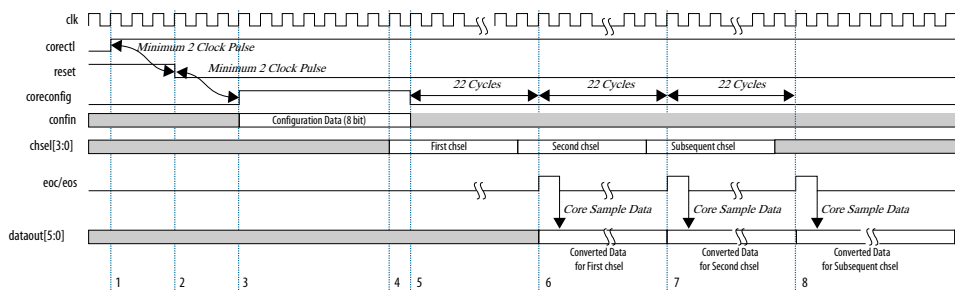 clk
corectl
Minimum 2 Clock Pulse
reset
Minimum 2 Clock Pulse
coreconfig
22 Cycles
22 Cycles
22 Cycles
confin
Configuration Data (8 bit)
chsel[3:0]
First chsel
Second chsel
Subsequent chsel
eoc/eos
Core Sample Data
Core Sample Data
Core Sample Data
dataout[5:0]
Converted Data
for First chsel
Converted Data
for Second chsel
Converted Data
for Subsequent chsel
1
2
3
4
5
6
7
8